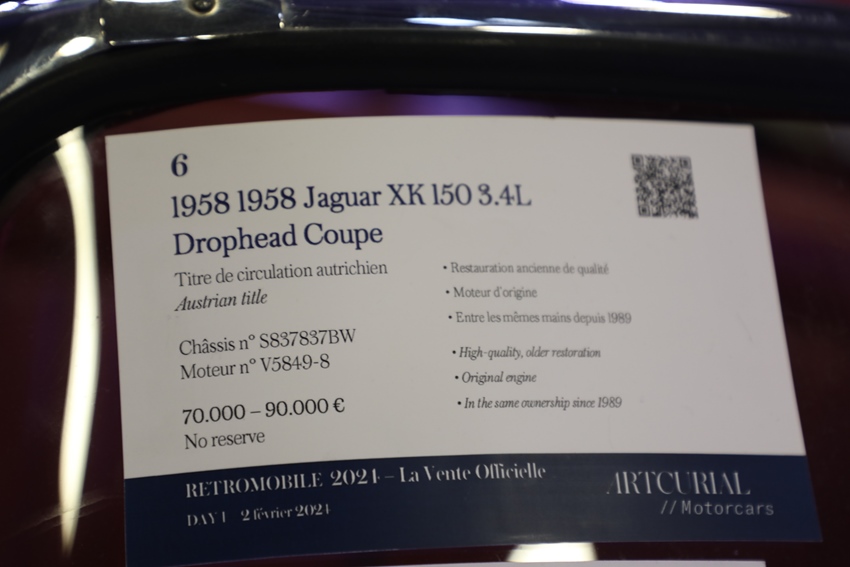 6
1958 1958 Jaguar XK 150 3.4L
Drophead Coupe
Titre de circulation autrichien
Austrian title
Châssis n° S837837BW
Moteur n° V5849-8
70.000 – 90.000 €
No reserve
• Restauration ancienne de qualité
• Moteur d'origine
• Entre les mêmes mains depuis 1989
• High-quality, older restoration
• Original engine
• In the same ownership since 1989
RETROMOBILE 2024 – La Vente Officielle
DAY 1 2 février 2024
ARTCURIAL
//Motorcars